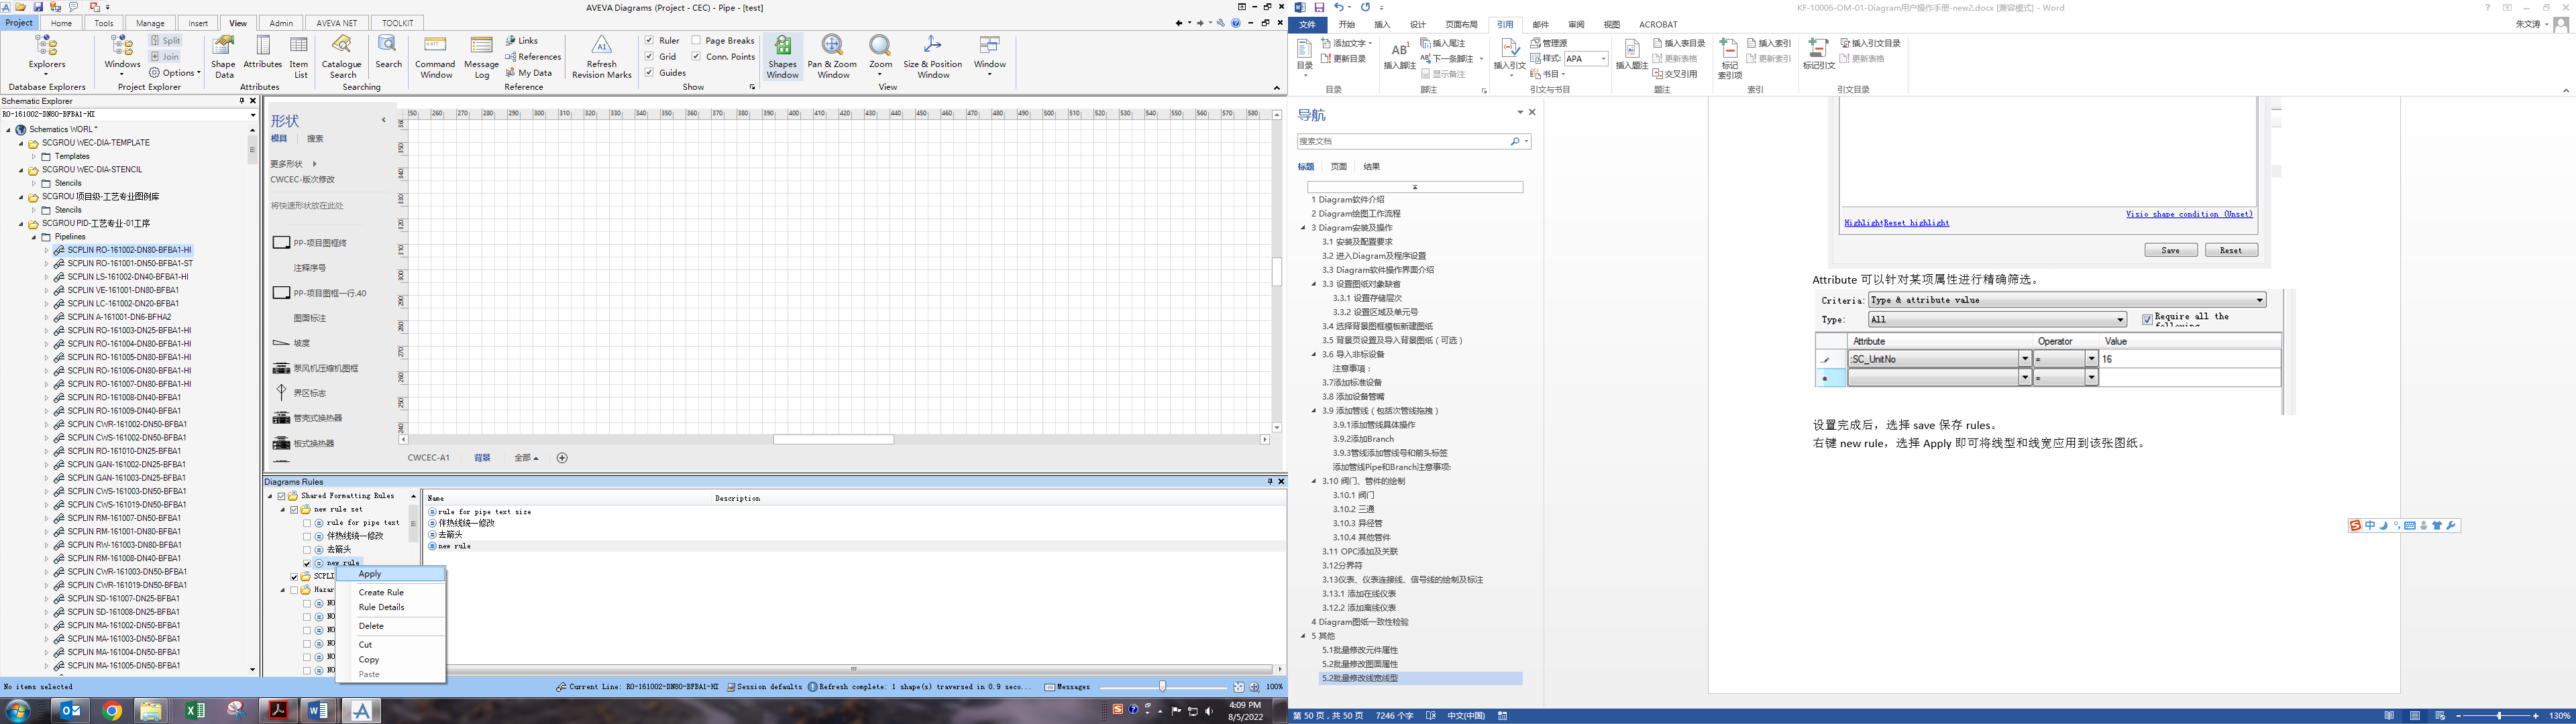 AVEVA Diagrams (Project - CEC) - Pipe - [test]
Project Home Tools Manage Insert View Admin AVEVA NET TOOLKIT
Explorers
Database Explorers
Windows
Split
Join
Options
Project Explorer
Shape Data
Attributes
Item List
Attributes
Catalogue Search
Search
Searching
Command Window
Message Log
Links
References
My Data
Reference
Refresh Revision Marks
Ruler
Grid
Guides
Page Breaks
Conn. Points
Show
Shapes Window
Pan & Zoom Window
Zoom
Size & Position Window
Window
View
Schematic Explorer
RO-161002-DN80-BFBA1-HI
Schematics WORL *
SCGROU WEC-DIA-TEMPLATE
Templates
SCGROU WEC-DIA-STENCIL
Stencils
SCGROU 项目级-工艺专业图例库
Stencils
SCGROU PID-工艺专业-01工序
Pipelines
SCPLIN RO-161002-DN80-BFBA1-HI
SCPLIN RO-161001-DN50-BFBA1-ST
SCPLIN LS-161002-DN40-BFBA1-HI
SCPLIN VE-161001-DN80-BFBA1
SCPLIN LC-161002-DN20-BFBA1
SCPLIN A-161001-DN6-BFHA2
SCPLIN RO-161003-DN25-BFBA1-HI
SCPLIN RO-161004-DN80-BFBA1-HI
SCPLIN RO-161005-DN80-BFBA1-HI
SCPLIN RO-161006-DN80-BFBA1-HI
SCPLIN RO-161007-DN80-BFBA1-HI
SCPLIN RO-161008-DN40-BFBA1
SCPLIN RO-161009-DN40-BFBA1
SCPLIN CWR-161002-DN50-BFBA1
SCPLIN CWS-161002-DN50-BFBA1
SCPLIN RO-161010-DN25-BFBA1
SCPLIN GAN-161002-DN25-BFBA1
SCPLIN GAN-161003-DN25-BFBA1
SCPLIN CWS-161003-DN50-BFBA1
SCPLIN CWS-161019-DN50-BFBA1
SCPLIN RM-161007-DN50-BFBA1
SCPLIN RM-161001-DN80-BFBA1
SCPLIN RW-161003-DN80-BFBA1
SCPLIN RM-161008-DN40-BFBA1
SCPLIN CWR-161003-DN50-BFBA1
SCPLIN CWR-161019-DN50-BFBA1
SCPLIN SD-161007-DN25-BFBA1
SCPLIN SD-161008-DN25-BFBA1
SCPLIN MA-161002-DN50-BFBA1
SCPLIN MA-161003-DN50-BFBA1
SCPLIN MA-161004-DN50-BFBA1
SCPLIN MA-161005-DN50-BFBA1
形状
模具 搜索
更多形状
CWCEC-版次修改
将快速形状放在此处
PP-项目图框终
注释序号
PP-项目图框一行.40
图面标注
坡度
泵风机压缩机图框
界区标志
管壳式换热器
板式换热器
260 270 280 290 300 310 320 330 340 350 360 370 380 390 400 410 420 430 440 450 460 470 480 490 500 510 520 530 540 550 560 570 580
CWCEC-A1 背景 全部
Diagrams Rules
Shared Formatting Rules
new rule set
rule for pipe text
伴热线统一修改
去箭头
new rule
SCPLI
Hazar
Apply
Create Rule
Rule Details
Delete
Cut
Copy
Paste
Name Description
rule for pipe text size
伴热线统一修改
去箭头
new rule
No items selected
Current Line: RO-161002-DN80-BFBA1-HI Session defaults Refresh complete: 1 shape(s) traversed in 0.9 seco... Messages 100%
4:09 PM
8/5/2022
KF-10006-OM-01-Diagram用户操作手册-new2.docx [兼容模式] - Word
朱文涛
文件 开始 插入 设计 页面布局 引用 邮件 审阅 视图 ACROBAT
目录
添加文字
更新目录
目录
插入脚注
插入尾注
下一条脚注
显示备注
脚注
插入引文
管理源
样式: APA
书目
引文与书目
插入题注
插入表目录
更新表格
交叉引用
题注
标记索引项
插入索引
更新索引
索引
标记引文
插入引文目录
更新表格
引文目录
导航
搜索文档
标题 页面 结果
1 Diagram软件介绍
2 Diagram绘图工作流程
3 Diagram安装及操作
3.1 安装及配置要求
3.2 进入Diagram及程序设置
3.3 Diagram软件操作界面介绍
3.3 设置图纸对象缺省
3.3.1 设置存储层次
3.3.2 设置区域及单元号
3.4 选择背景图框模板新建图纸
3.5 背景页设置及导入背景图纸（可选）
3.6 导入非标设备
注意事项：
3.7添加标准设备
3.8 添加设备管嘴
3.9 添加管线（包括次管线拖拽）
3.9.1添加管线具体操作
3.9.2添加Branch
3.9.3管线添加管线号和箭头标签
添加管线Pipe和Branch注意事项:
3.10 阀门、管件的绘制
3.10.1 阀门
3.10.2 三通
3.10.3 异径管
3.10.4 其他管件
3.11 OPC添加及关联
3.12分界符
3.13仪表、仪表连接线、信号线的绘制及标注
3.13.1 添加在线仪表
3.12.2 添加离线仪表
4 Diagram图纸一致性检验
5 其他
5.1批量修改元件属性
5.2批量修改图面属性
5.2批量修改线宽线型
Visio shape condition (Unset)
Highlight Reset highlight
Save Reset
Attribute 可以针对某项属性进行精确筛选。
Criteria: Type & attribute value
Type: All Require all the following
Attribute Operator Value
:SC_UnitNo = 16
=
设置完成后，选择 save 保存 rules。
右键 new rule，选择 Apply 即可将线型和线宽应用到该张图纸。
中
第 50 页，共 50 页 7246 个字 中文(中国) 130%